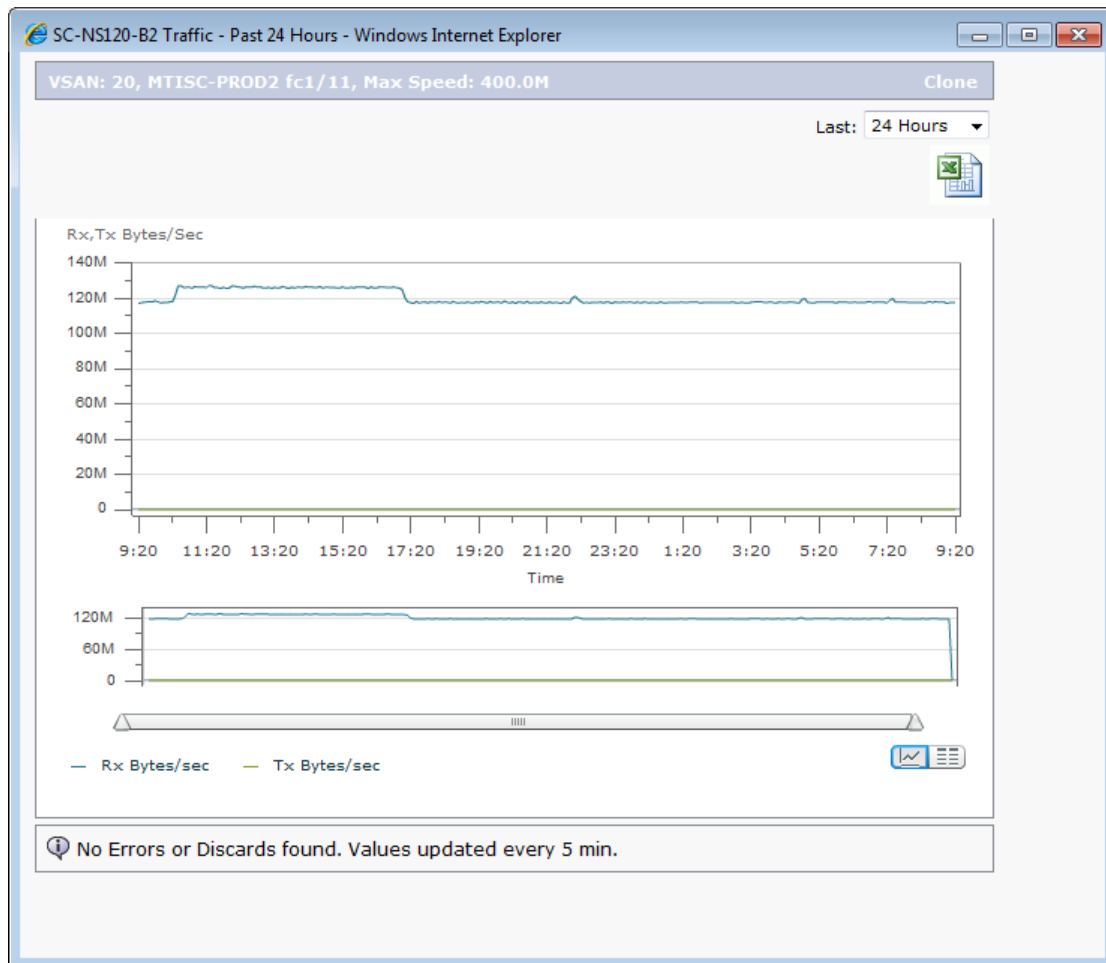 SC-NS120-B2 Traffic - Past 24 Hours - Windows Internet Explorer
VSAN: 20, MTISC-PROD2 fc1/11, Max Speed: 400.0M Clone
Last: 24 Hours
Rx,Tx Bytes/Sec
140M
120M
100M
80M
60M
40M
20M
0
9:20 11:20 13:20 15:20 17:20 19:20 21:20 23:20 1:20 3:20 5:20 7:20 9:20
Time
120M
60M
0
Rx Bytes/sec Tx Bytes/sec
No Errors or Discards found. Values updated every 5 min.